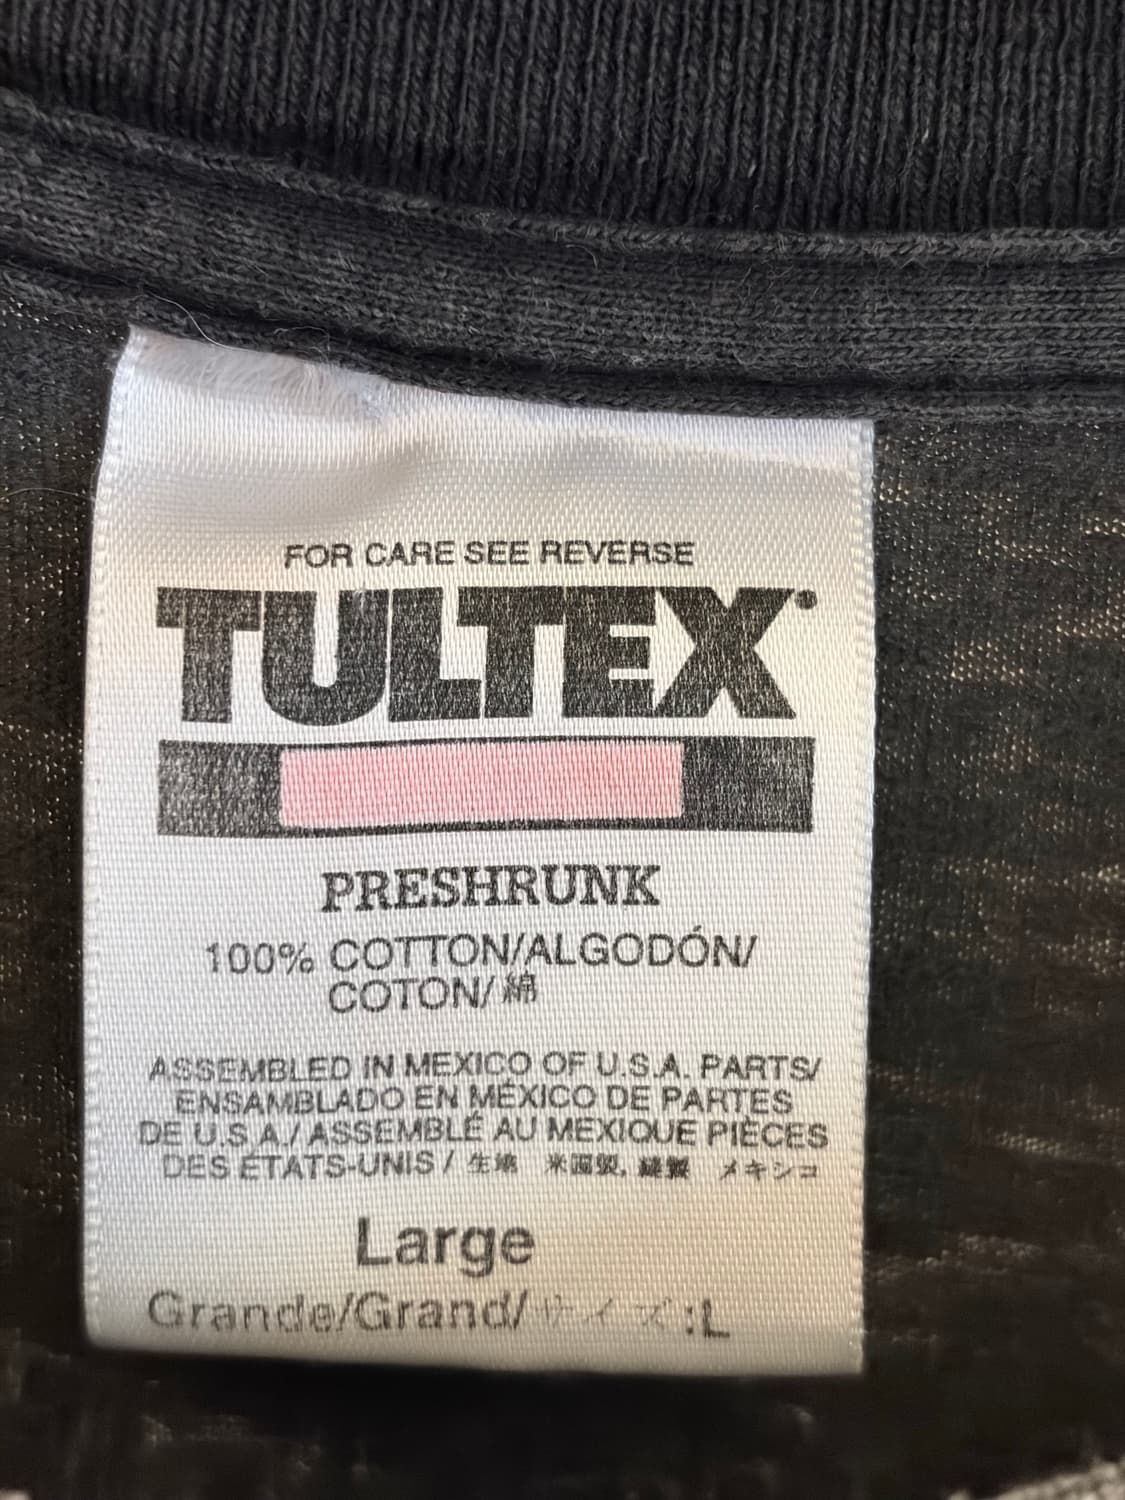 FOR CARE SEE REVERSE
TULTEX
PRESHRUNK
100% COTTON/ALGODÓN/
COTON/綿
ASSEMBLED IN MEXICO OF U.S.A. PARTS/
ENSAMBLADO EN MÉXICO DE PARTES
DE U.S.A./ASSEMBLÉ AU MEXIQUE PIÈCES
DES ÉTATS-UNIS / 生地 米国製, 縫製 メキシコ
Large
Grande/Grand/サイズ:L